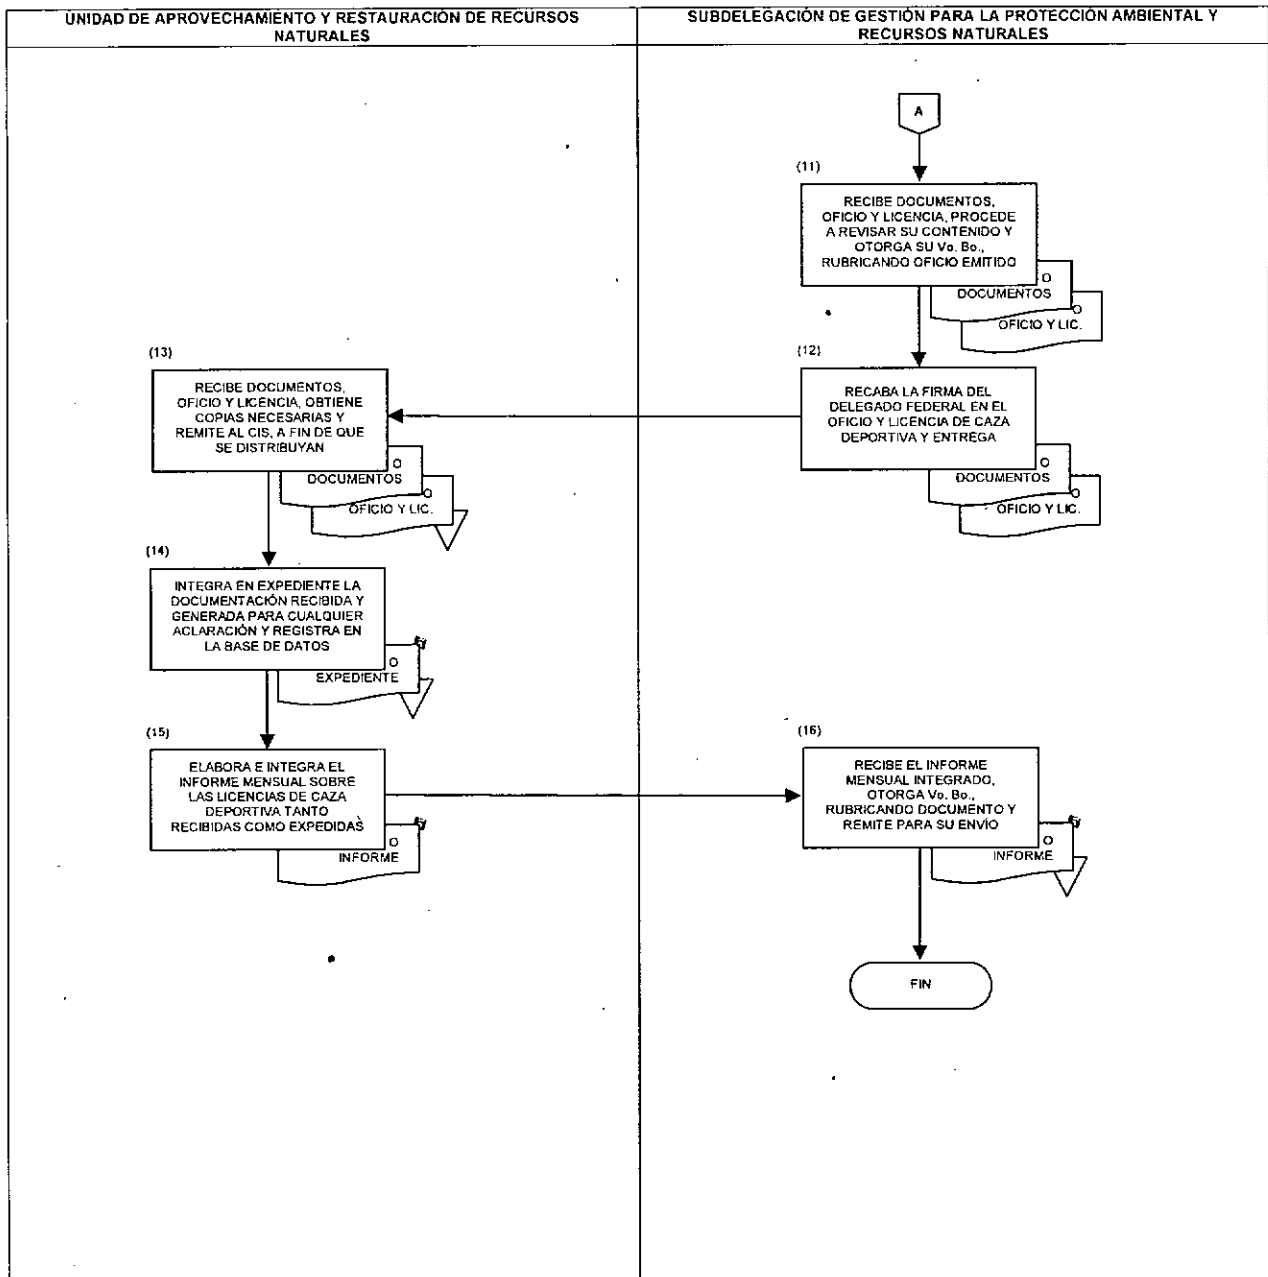 UNIDAD DE APROVECHAMIENTO Y RESTAURACIÓN DE RECURSOS
NATURALES
SUBDELEGACIÓN DE GESTIÓN PARA LA PROTECCIÓN AMBIENTAL Y
RECURSOS NATURALES
A
(11)
RECIBE DOCUMENTOS,
OFICIO Y LICENCIA, PROCEDE
A REVISAR SU CONTENIDO Y
OTORGA SU Vo. Bo.,
RUBRICANDO OFICIO EMITIDO
O
DOCUMENTOS
O
OFICIO Y LIC.
(12)
RECABA LA FIRMA DEL
DELEGADO FEDERAL EN EL
OFICIO Y LICENCIA DE CAZA
DEPORTIVA Y ENTREGA
O
DOCUMENTOS
O
OFICIO Y LIC.
(13)
RECIBE DOCUMENTOS,
OFICIO Y LICENCIA, OBTIENE
COPIAS NECESARIAS Y
REMITE AL CIS, A FIN DE QUE
SE DISTRIBUYAN
O
DOCUMENTOS
O
OFICIO Y LIC.
(14)
INTEGRA EN EXPEDIENTE LA
DOCUMENTACIÓN RECIBIDA Y
GENERADA PARA CUALQUIER
ACLARACIÓN Y REGISTRA EN
LA BASE DE DATOS
O
EXPEDIENTE
(15)
ELABORA E INTEGRA EL
INFORME MENSUAL SOBRE
LAS LICENCIAS DE CAZA
DEPORTIVA TANTO
RECIBIDAS COMO EXPEDIDAS
O
INFORME
(16)
RECIBE EL INFORME
MENSUAL INTEGRADO,
OTORGA Vo. Bo.,
RUBRICANDO DOCUMENTO Y
REMITE PARA SU ENVÍO
O
INFORME
FIN